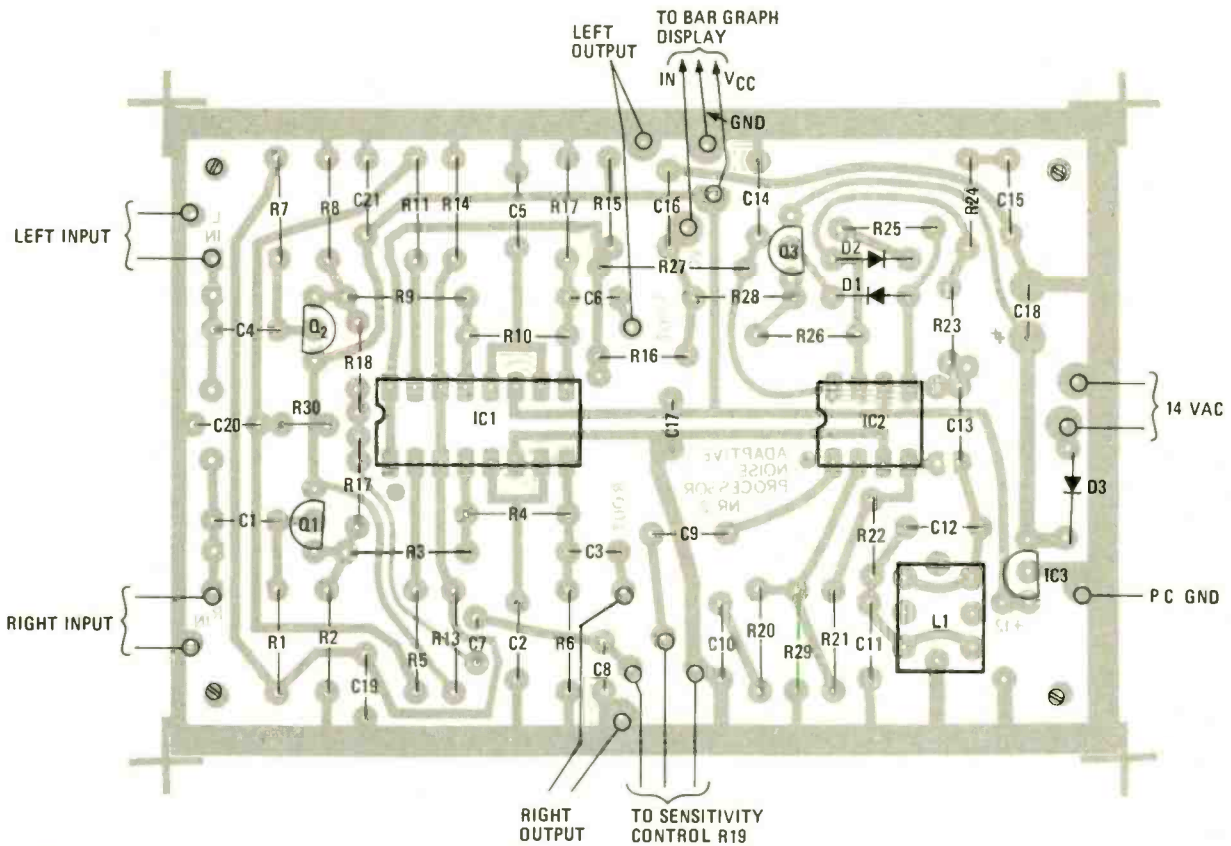 TO BAR GRAPH
DISPLAY
LEFT
OUTPUT
IN
VCC
GND
LEFT INPUT
R7
R8
C21
R11
R14
C5
R17
R15
C16
C14
R24
C15
R25
Q3
D2
R27
D1
R9
C6
R28
C18
C4
Q2
R10
R26
R23
R18
R16
IC1
C17
IC2
C13
14 VAC
C20
R30
ADAPTIVE
NOISE
PROCESSOR
NR 2
R17
D3
C1
Q1
R4
C9
R22
C12
R3
C3
IC3
PC GND
RIGHT INPUT
R1
R2
R5
R13
C7
C2
R6
C8
C10
R20
R29
R21
C11
L1
+12
C19
RIGHT
OUTPUT
TO SENSITIVITY
CONTROL R19